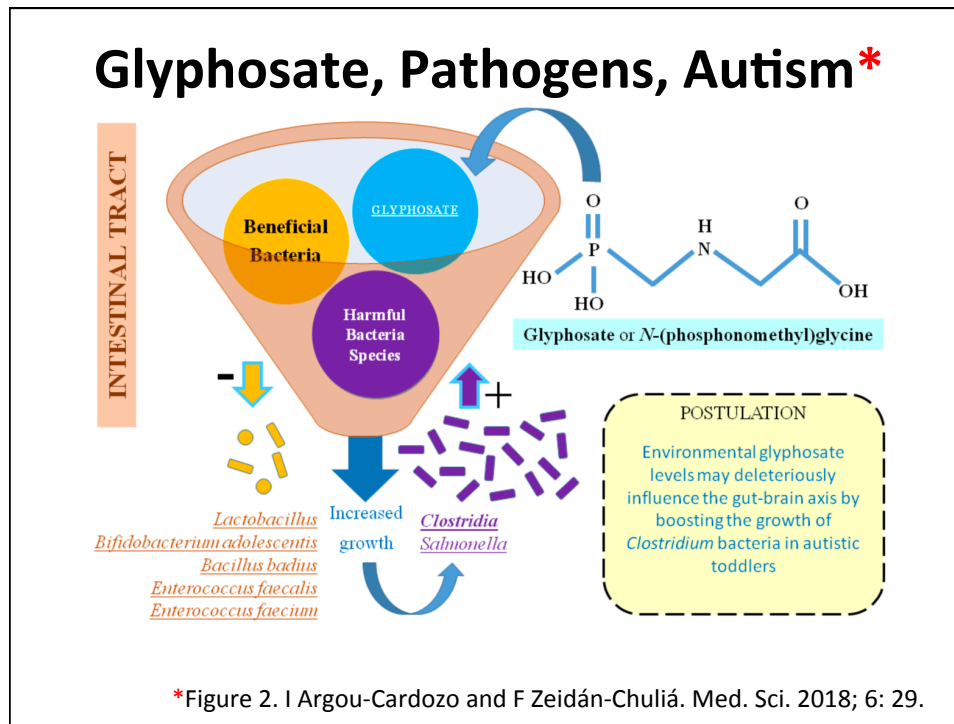 Glyphosate, Pathogens, Autism*
INTESTINAL TRACT
Beneficial
Bacteria
GLYPHOSATE
Harmful
Bacteria
Species
O
P
HO
HO
H
N
O
OH
Glyphosate or N-(phosphonomethyl)glycine
-
+
Lactobacillus
Bifidobacterium adolescentis
Bacillus badius
Enterococcus faecalis
Enterococcus faecium
Increased
growth
Clostridia
Salmonella
POSTULATION
Environmental glyphosate
levels may deleteriously
influence the gut-brain axis by
boosting the growth of
Clostridium bacteria in autistic
toddlers
*Figure 2. I Argou-Cardozo and F Zeidán-Chuliá. Med. Sci. 2018; 6: 29.